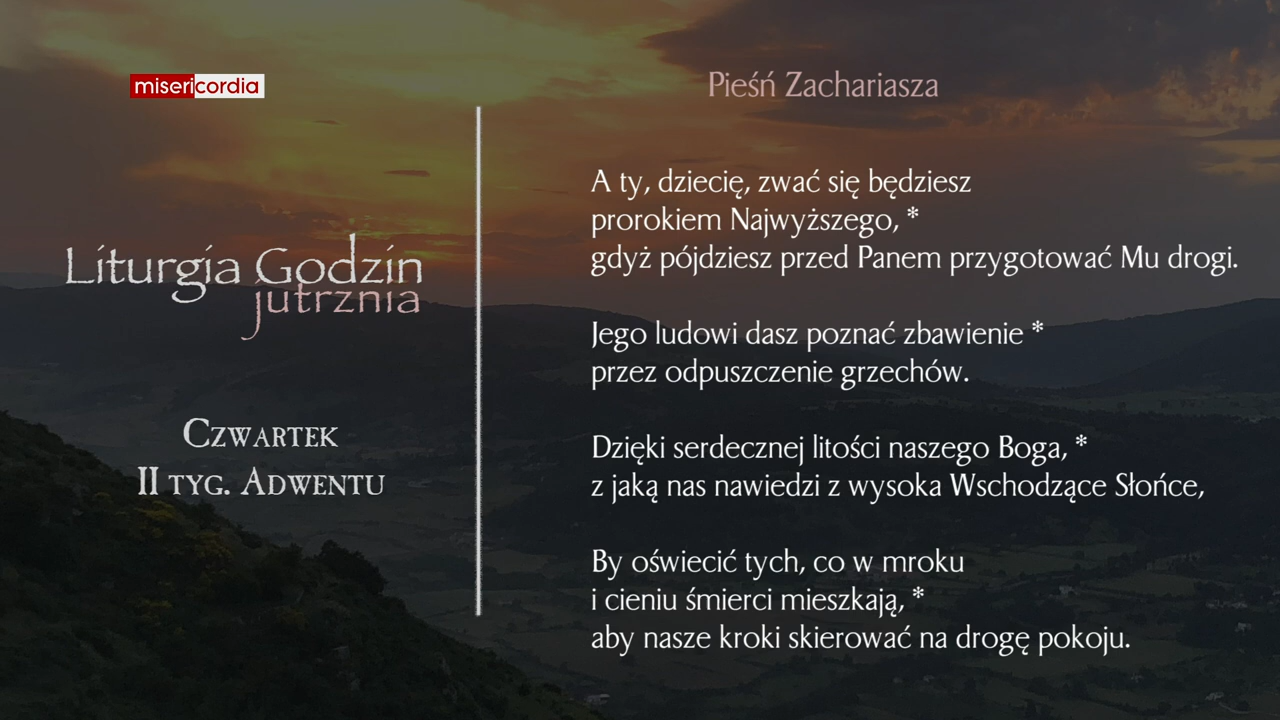 misericordia
Liturgia Godzin
jutrznia
Czwartek
II tyg. Adwentu
Pieśń Zachariasza
A ty, dziecię, zwać się będziesz
prorokiem Najwyższego, *
gdyż pójdziesz przed Panem przygotować Mu drogi.
Jego ludowi dasz poznać zbawienie *
przez odpuszczenie grzechów.
Dzięki serdecznej litości naszego Boga, *
z jaką nas nawiedzi z wysoka Wschodzące Słońce,
By oświecić tych, co w mroku
i cieniu śmierci mieszkają, *
aby nasze kroki skierować na drogę pokoju.